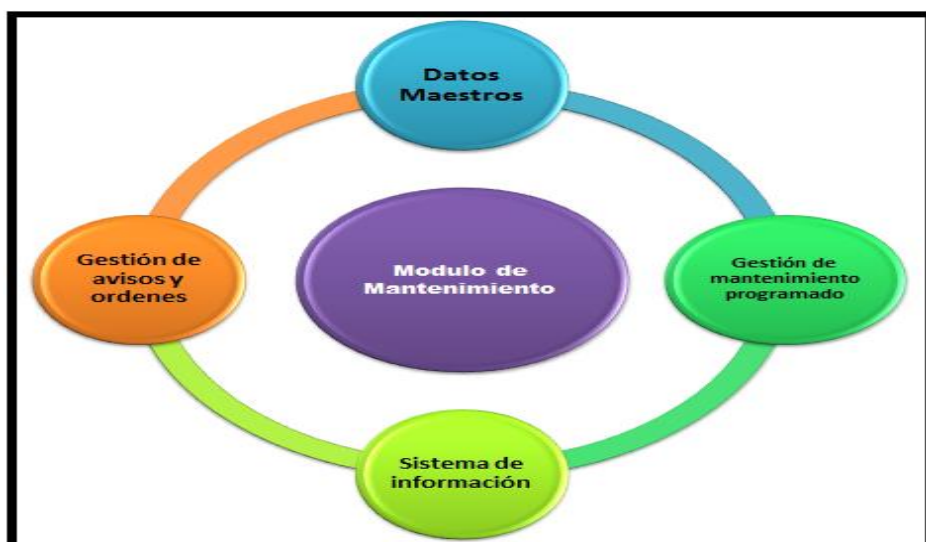 Datos
Maestros
Gestión de
avisos y
ordenes
Modulo de
Mantenimiento
Gestión de
mantenimiento
programado
Sistema de
información